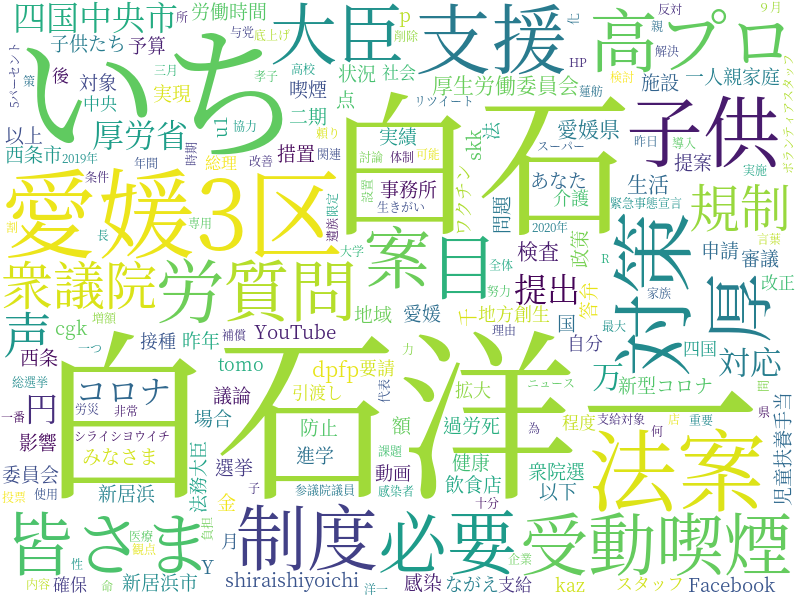 四国中央市
所
労働時間
いち
大臣
支援
高プロ
反対
9月
化
親
与党
底上げ
削除
p
子供たち
予算
孝子
高校
解決
HP
検討
ボランティアスタッフ
5パーセント
後
対象
状況
社会
厚生労働委員会
施設
一人親家庭
蓮舫
策
中央
実現
喫煙
点
リツイート
三月
u1
協力
頼り
二期
法
愛媛県
スーパー
昨日
導入
厚労省
以上
西条市
2019年
年間
時期
総理
改善
関連
措置
実績
討論
体制
可能
skk
提案
実施
条件
事務所
ワクチン
あなた
介護
生活
緊急事態宣言
白石
子供
愛媛3区
割
専用
長
設置
生きがい
遺族
限定
問題
政策
2020年
言葉
規制
衆議院
労
質問
案
目
検査
提出
対策
厚
申請
審議
R
改正
大学
全体
家族
答弁
努力
声
cgk
増額
地域
愛媛
千
地方創生
国
自分
理由
最大
四国
対応
接種
昨年
補償
YouTube
西条
一つ
tomo
dpfp
要請
力
代表
ニュース
万
新型コロナ
回
総選挙
コロナ
議論
引渡し
拡大
県
児童扶養手当
一番
円
労災
非常
場合
防止
額
過労死
程度
支給対象
店
重要
影響
シライシヨウイチ
みなさま
進学
動画
課題
為
何
白石洋一
法案
委員会
法務大臣
選挙
健康
衆院選
新居浜
金
子
参議院議員
感染者
飲食店
以下
投票
使用
月
十分
皆さま
制度
必要
受動喫煙
医療
観点
負担
企業
性
Y
内容
確保
命
新居浜市
shiraishiyoichi
洋一
感染
ながえ
支給
kaz
スタッフ
Facebook